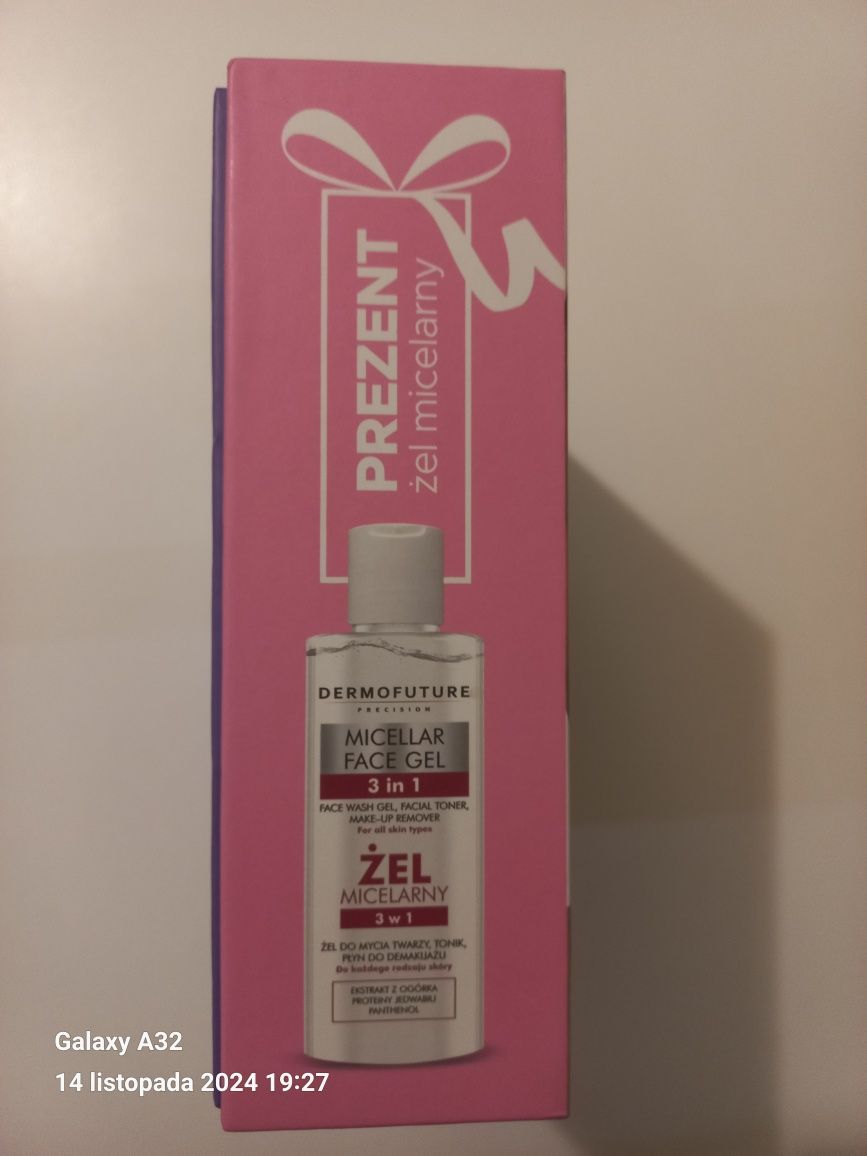 PREZENT
żel micelarny
DERMOFUTURE
PRECISION
MICELLAR
FACE GEL
3 in 1
FACE WASH GEL, FACIAL TONER,
MAKE-UP REMOVER
For all skin types
ŻEL
MICELARNY
3 w 1
ŻEL DO MYCIA TWARZY, TONIK,
PŁYN DO DEMAKIJAŻU
Do każdego rodzaju skóry
EKSTRAKT Z OGÓRKA
PROTEINY JEDWABIU
PANTHENOL
Galaxy A32
14 listopada 2024 19:27